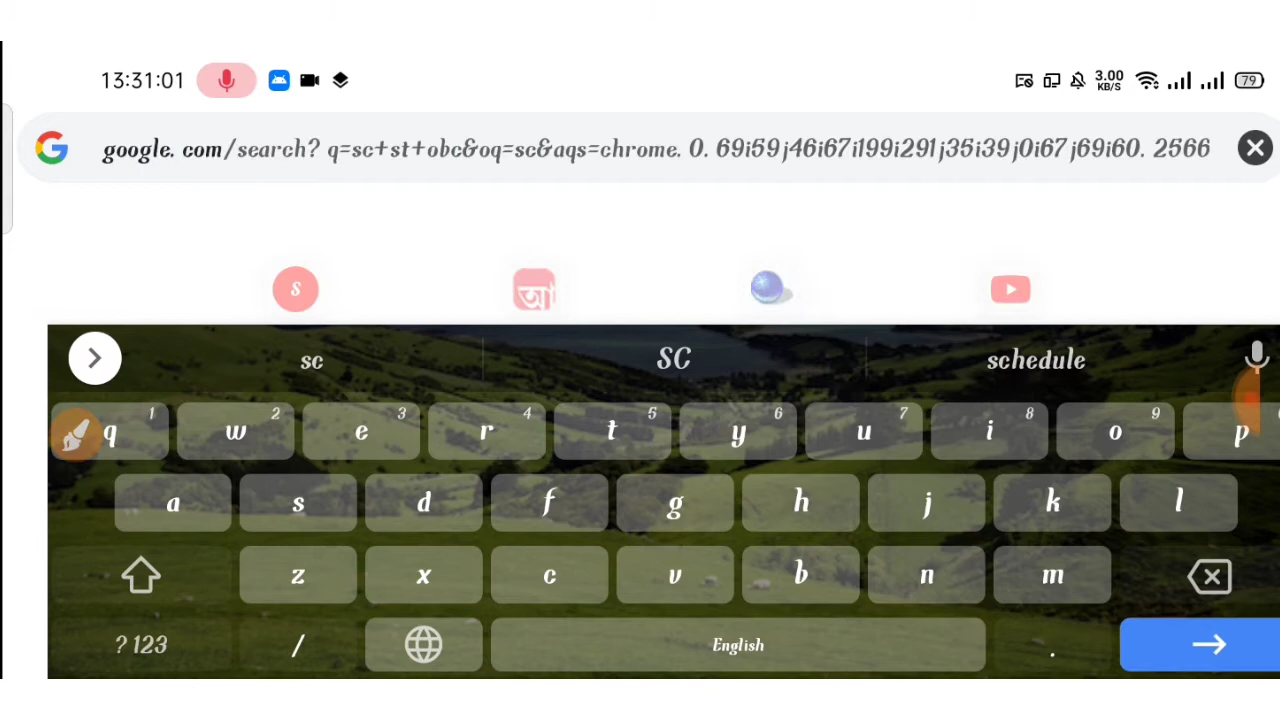 13:31:01 3.00 KB/S 79
google. com/search? q=sc+st+obc&oq=sc&aqs=chrome. 0. 69i59j46i67i199i291j35i39j0i67j69i60. 2566
S আ
sc SC schedule
1 2 3 4 5 6 7 8 9
q w e r t y u i o p
a s d f g h j k l
z x c v b n m
? 123 / English .